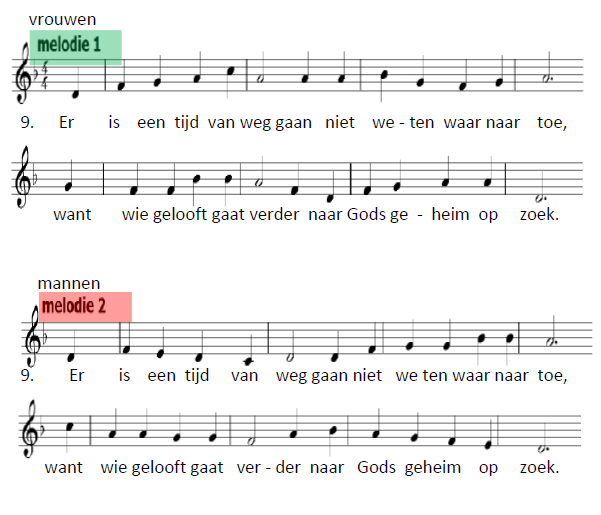 vrouwen
melodie 1
4
4
9. Er is een tijd van weg gaan niet we - ten waar naar toe,
want wie gelooft gaat verder naar Gods ge - heim op zoek.
mannen
melodie 2
9. Er is een tijd van weg gaan niet we ten waar naar toe,
want wie gelooft gaat ver - der naar Gods geheim op zoek.